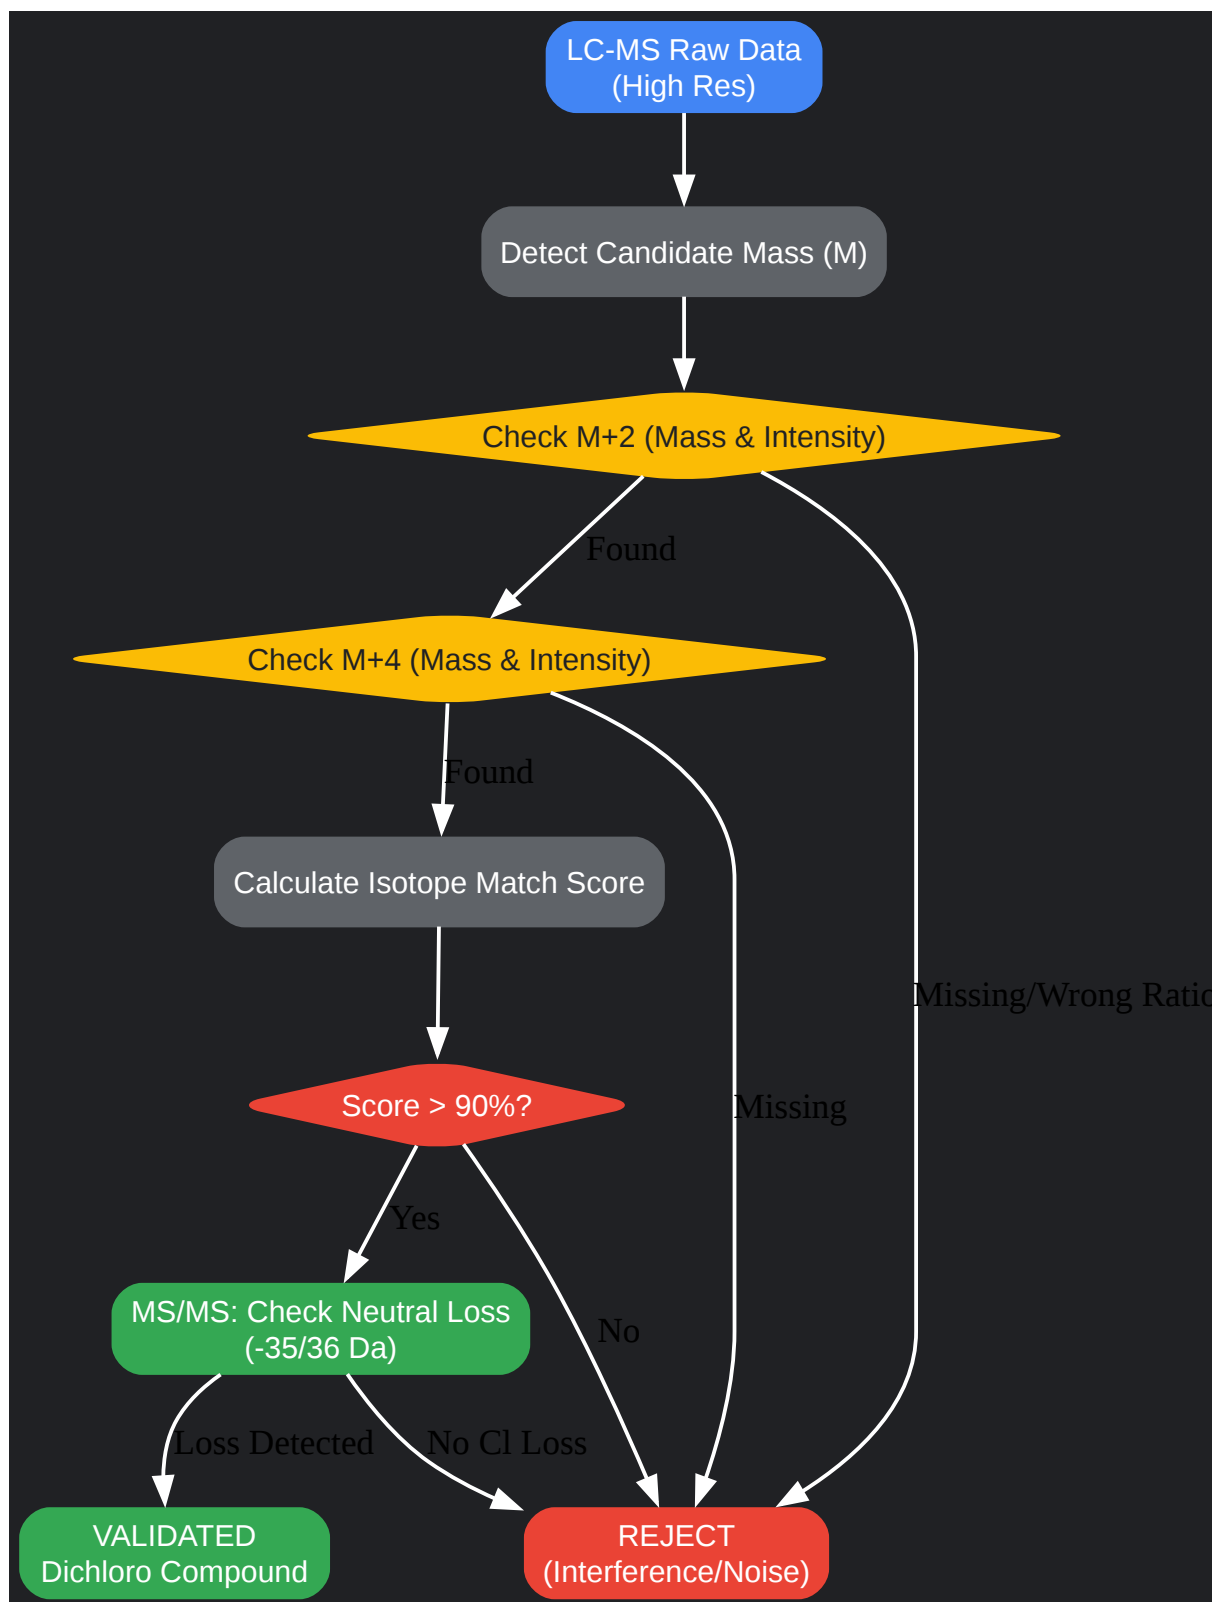 LC-MS Raw Data
(High Res)
Detect Candidate Mass (M)
Check M+2 (Mass & Intensity)
Found
Check M+4 (Mass & Intensity)
Found
Calculate Isotope Match Score
Missing/Wrong Ratio
Score > 90%?
Missing
Yes
MS/MS: Check Neutral Loss
(-35/36 Da)
No
Loss Detected
No Cl Loss
VALIDATED
Dichloro Compound
REJECT
(Interference/Noise)